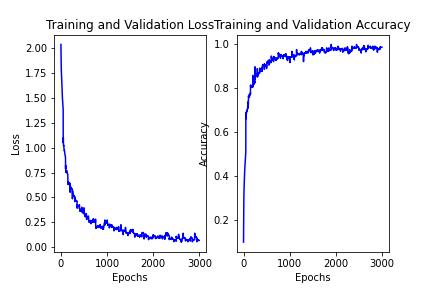 Training and Validation Loss
2.00
1.75
1.50
1.25
1.00
0.75
0.50
0.25
0.00
Loss
0 1000 2000 3000
Epochs
Training and Validation Accuracy
1.0
0.8
0.6
0.4
0.2
Accuracy
0 1000 2000 3000
Epochs